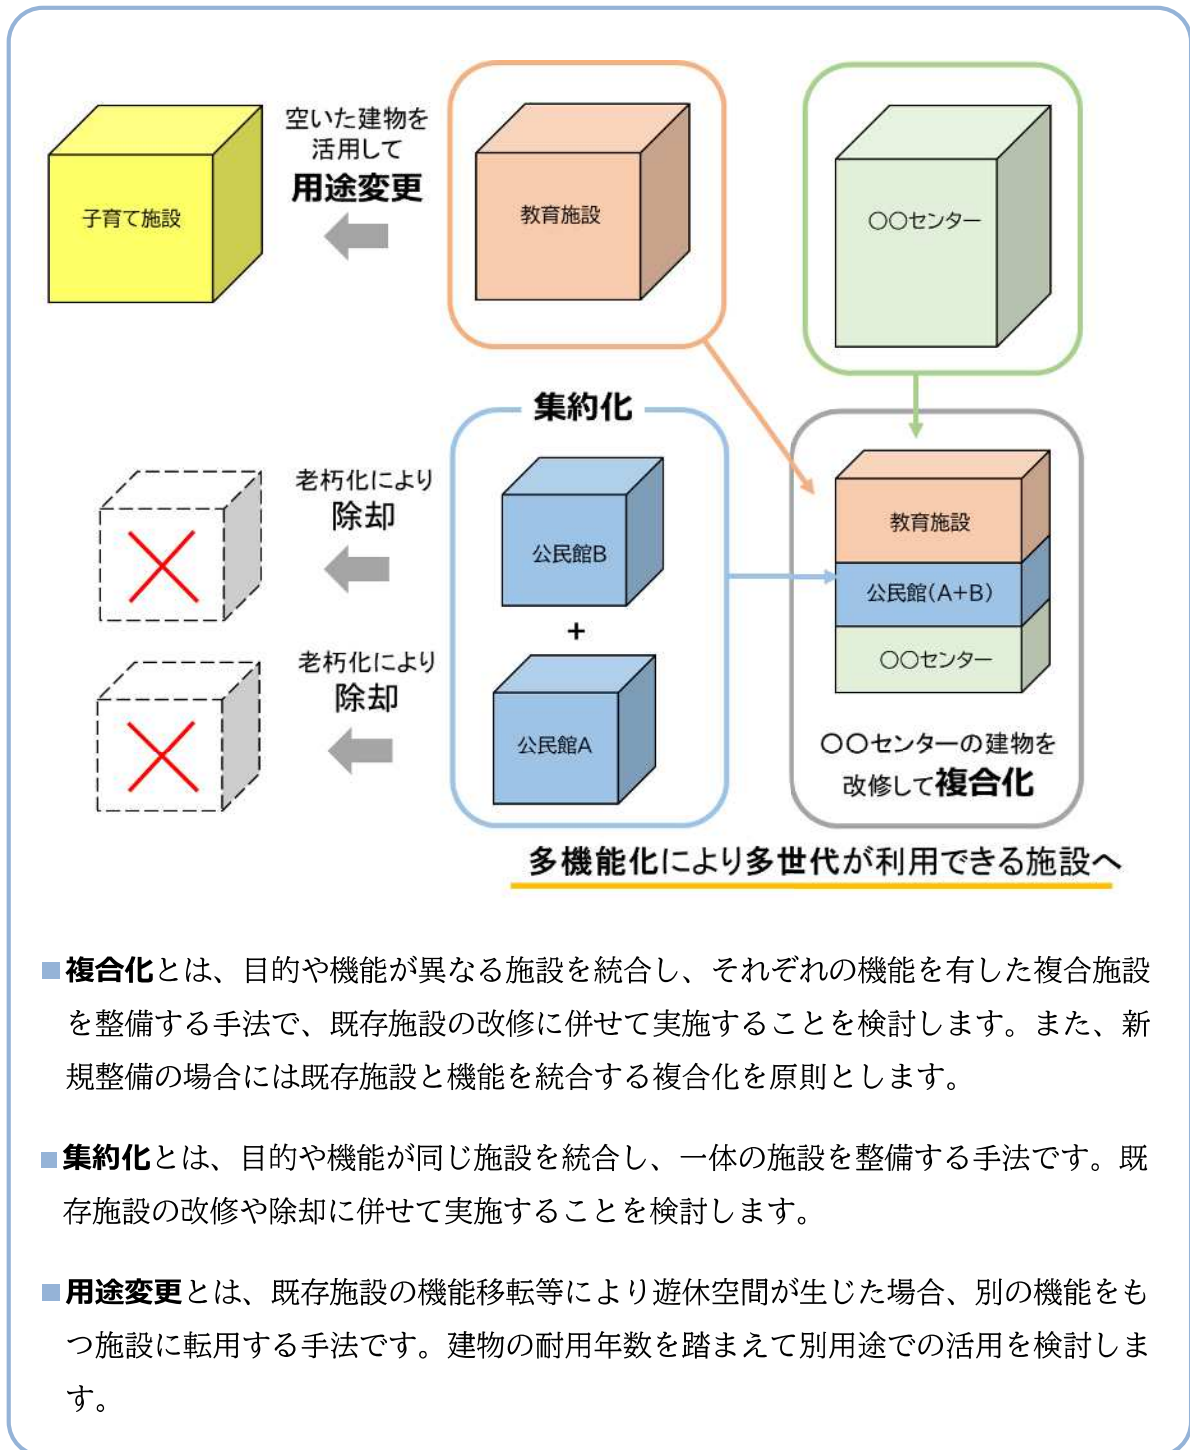 空いた建物を
活用して
用途変更
子育て施設
教育施設
〇〇センター
集約化
老朽化により
除却
公民館B
+
老朽化により
除却
公民館A
教育施設
公民館(A+B)
〇〇センター
〇〇センターの建物を
改修して複合化
多機能化により多世代が利用できる施設へ
■複合化とは、目的や機能が異なる施設を統合し、それぞれの機能を有した複合施設
を整備する手法で、既存施設の改修に併せて実施することを検討します。また、新
規整備の場合には既存施設と機能を統合する複合化を原則とします。
■集約化とは、目的や機能が同じ施設を統合し、一体の施設を整備する手法です。既
存施設の改修や除却に併せて実施することを検討します。
■用途変更とは、既存施設の機能移転等により遊休空間が生じた場合、別の機能をも
つ施設に転用する手法です。建物の耐用年数を踏まえて別用途での活用を検討しま
す。